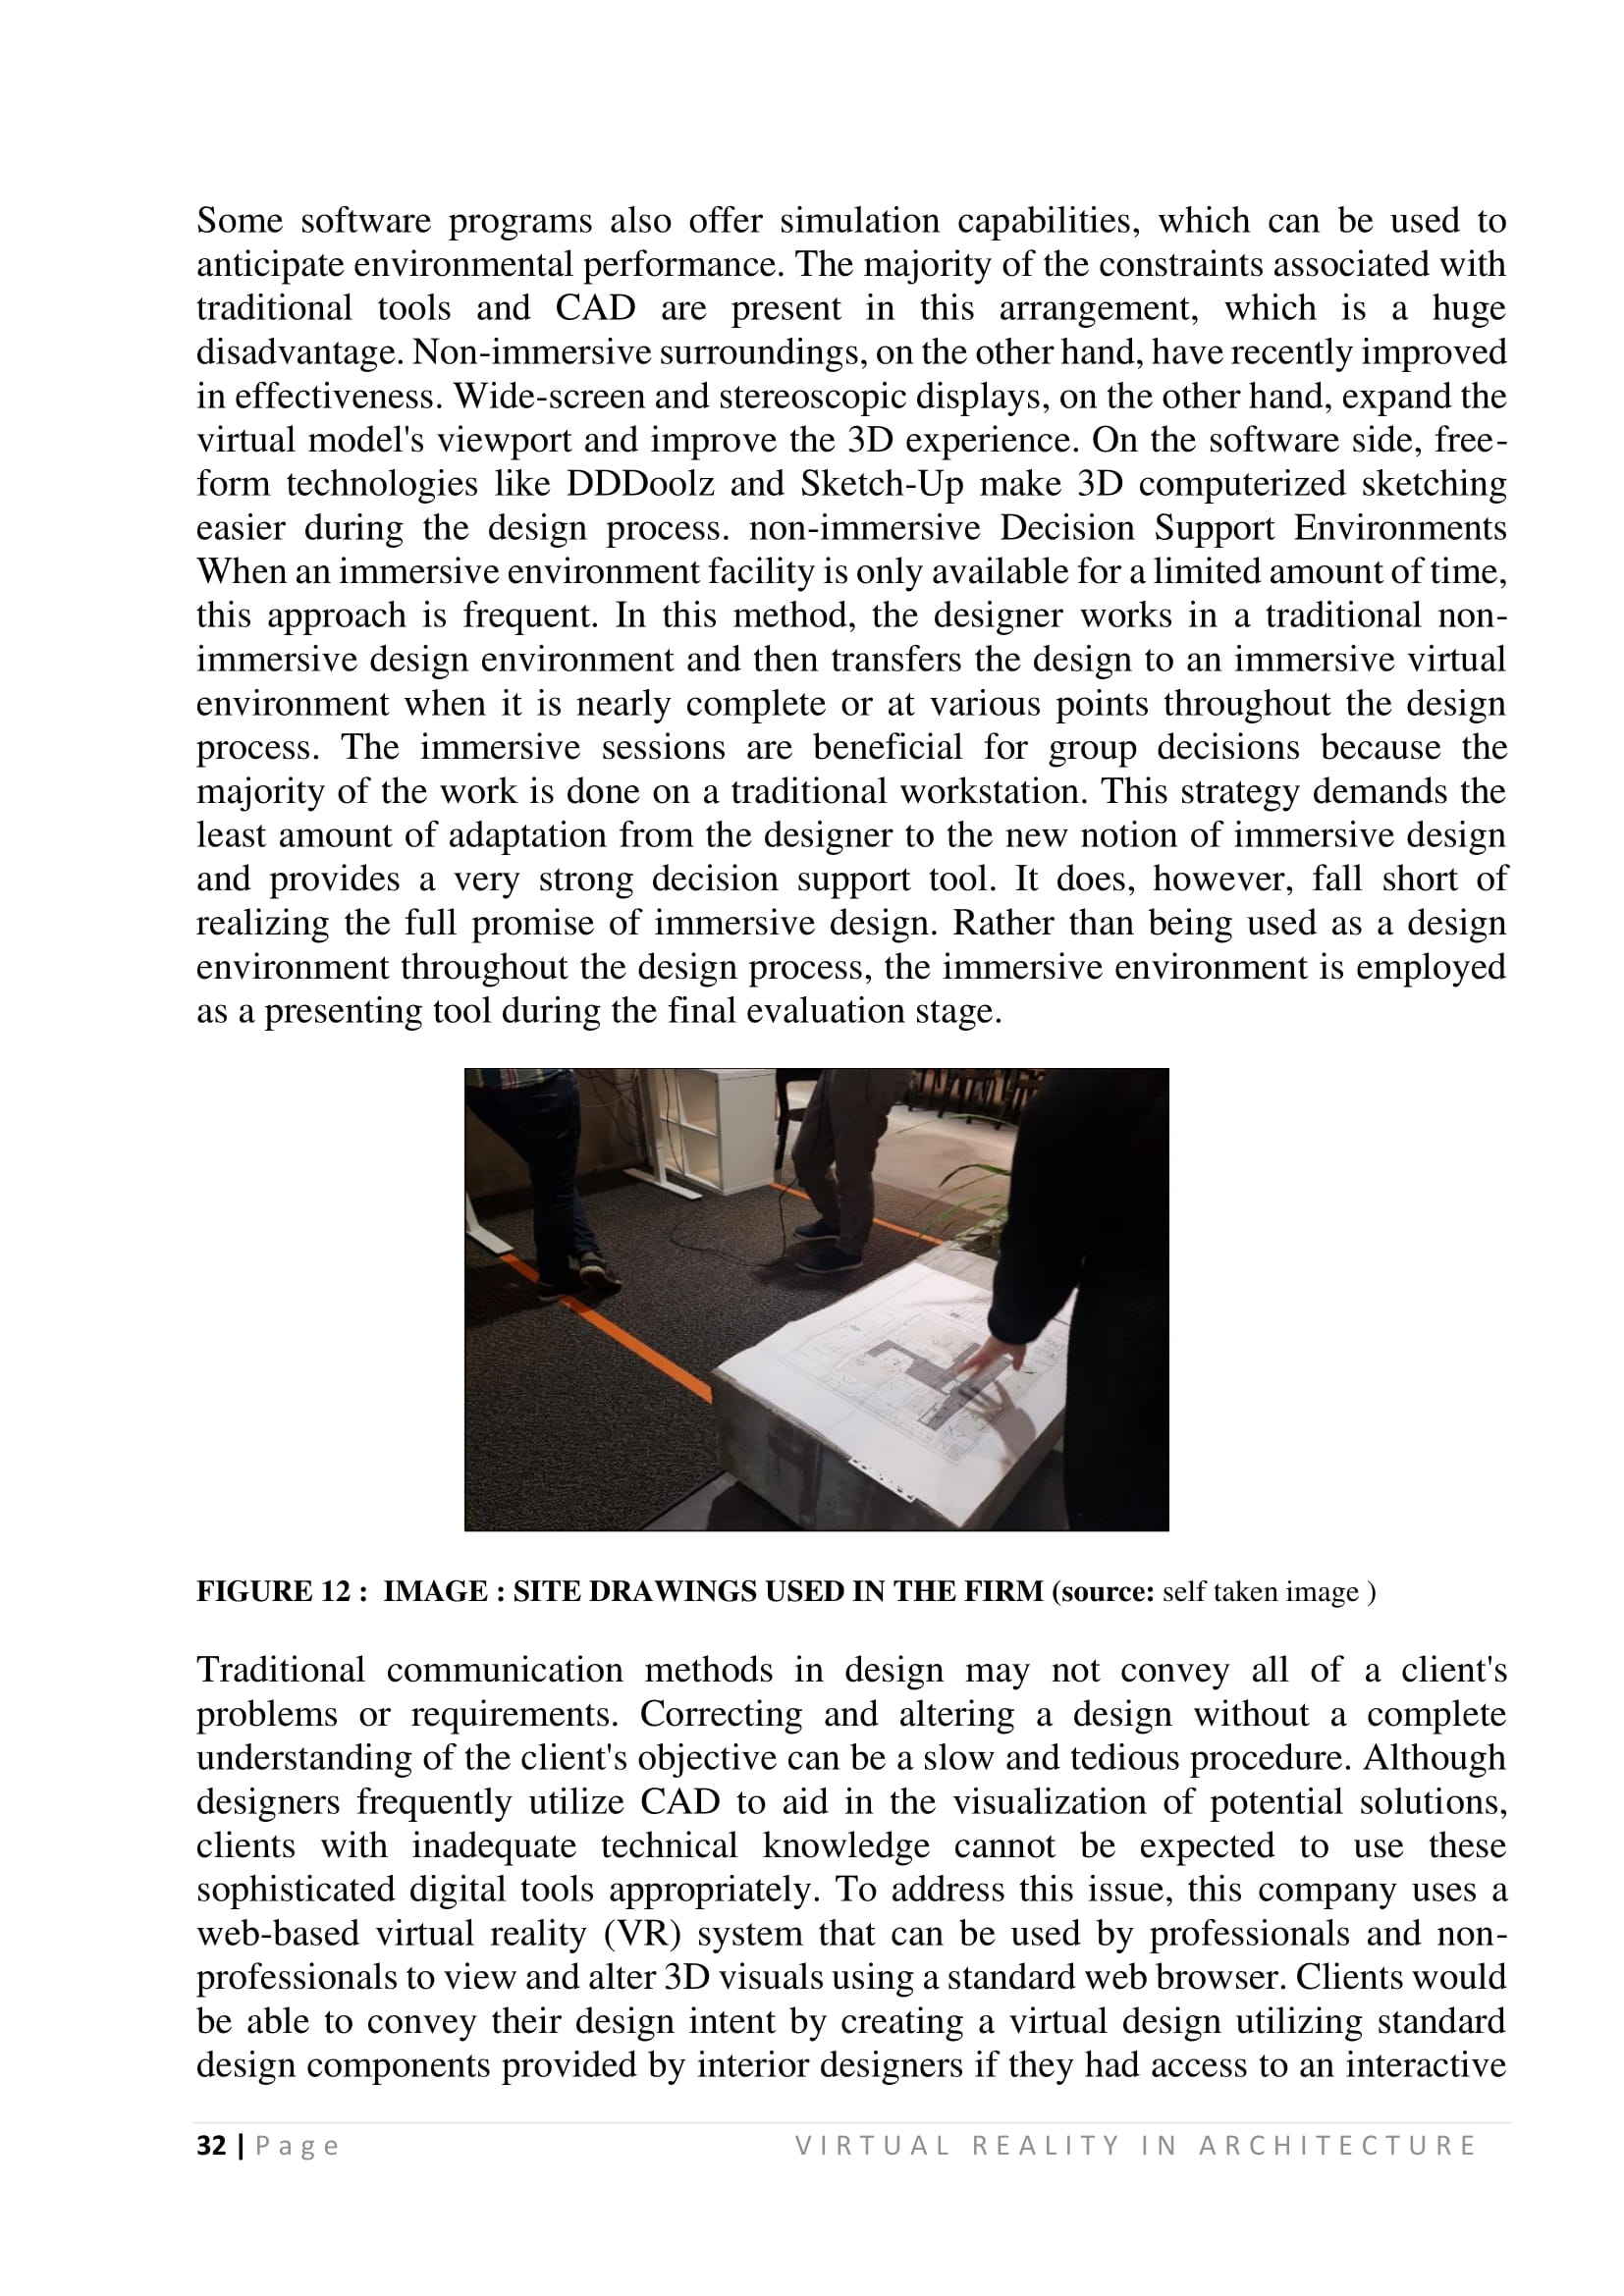 Some software programs also offer simulation capabilities, which can be used to
anticipate environmental performance. The majority of the constraints associated with
traditional tools and CAD are present in this arrangement, which is a huge
disadvantage. Non-immersive surroundings, on the other hand, have recently improved
in effectiveness. Wide-screen and stereoscopic displays, on the other hand, expand the
virtual model's viewport and improve the 3D experience. On the software side, free-
form technologies like DDDoolz and Sketch-Up make 3D computerized sketching
easier during the design process. non-immersive Decision Support Environments
When an immersive environment facility is only available for a limited amount of time,
this approach is frequent. In this method, the designer works in a traditional non-
immersive design environment and then transfers the design to an immersive virtual
environment when it is nearly complete or at various points throughout the design
process. The immersive sessions are beneficial for group decisions because the
majority of the work is done on a traditional workstation. This strategy demands the
least amount of adaptation from the designer to the new notion of immersive design
and provides a very strong decision support tool. It does, however, fall short of
realizing the full promise of immersive design. Rather than being used as a design
environment throughout the design process, the immersive environment is employed
as a presenting tool during the final evaluation stage.
FIGURE 12 : IMAGE : SITE DRAWINGS USED IN THE FIRM (source: self taken image )
Traditional communication methods in design may not convey all of a client's
problems or requirements. Correcting and altering a design without a complete
understanding of the client's objective can be a slow and tedious procedure. Although
designers frequently utilize CAD to aid in the visualization of potential solutions,
clients with inadequate technical knowledge cannot be expected to use these
sophisticated digital tools appropriately. To address this issue, this company uses a
web-based virtual reality (VR) system that can be used by professionals and non-
professionals to view and alter 3D visuals using a standard web browser. Clients would
be able to convey their design intent by creating a virtual design utilizing standard
design components provided by interior designers if they had access to an interactive
32 | Page VIRTUAL REALITY IN ARCHITECTURE